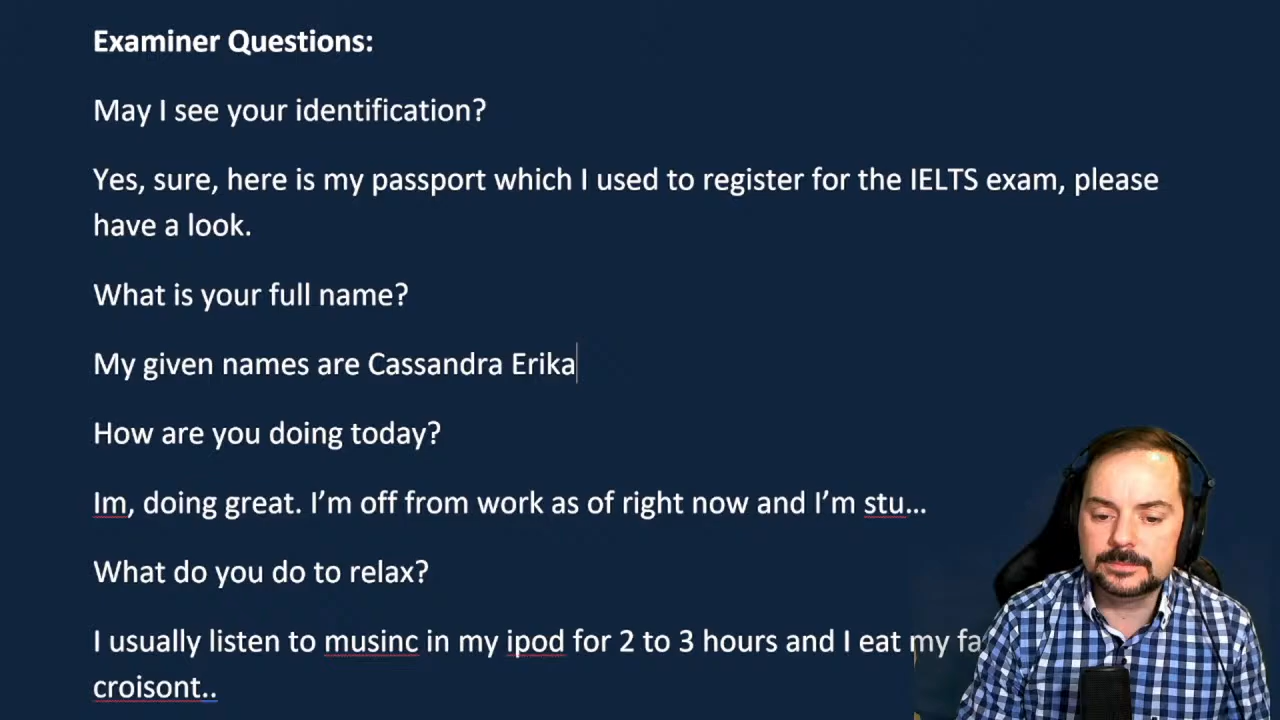 Examiner Questions:
May I see your identification?
Yes, sure, here is my passport which I used to register for the IELTS exam, please
have a look.
What is your full name?
My given names are Cassandra Erika
How are you doing today?
Im, doing great. I’m off from work as of right now and I’m stu...
What do you do to relax?
I usually listen to musinc in my ipod for 2 to 3 hours and I eat my
croisont..